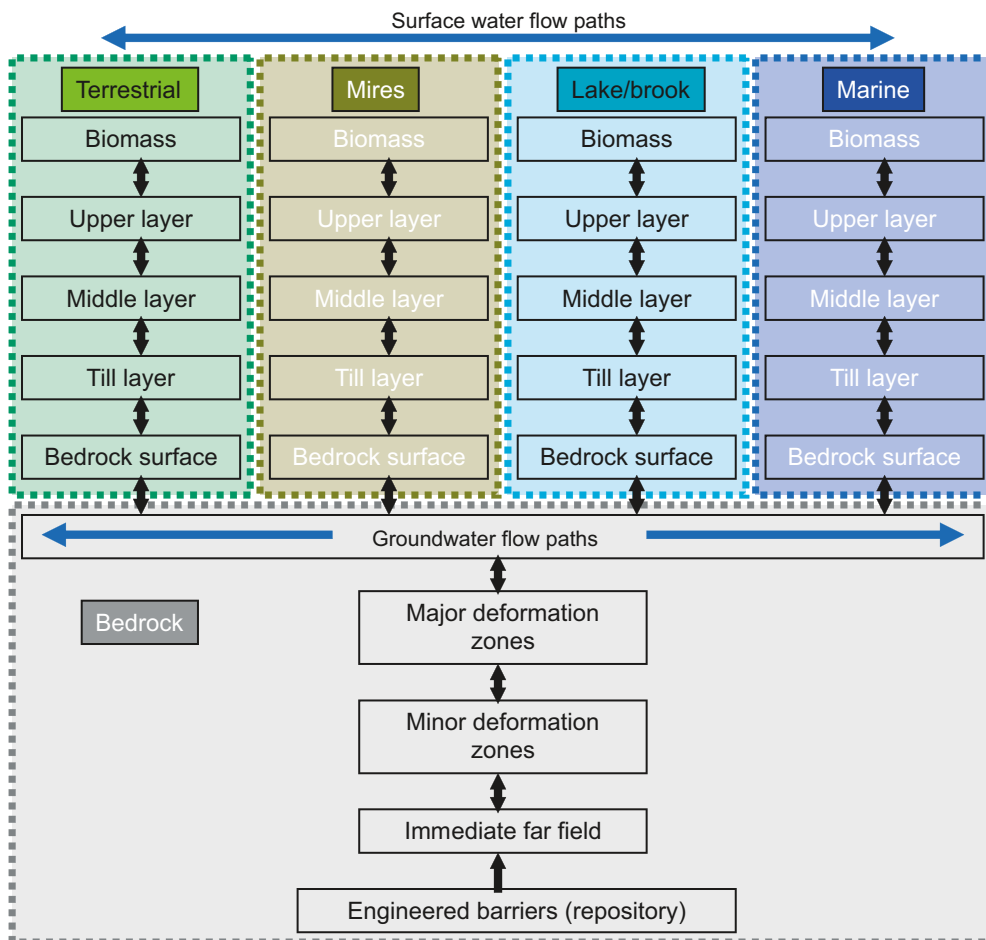 Surface water flow paths
Terrestrial
Biomass
Upper layer
Middle layer
Till layer
Bedrock surface
Mires
Biomass
Upper layer
Middle layer
Till layer
Bedrock surface
Lake/brook
Biomass
Upper layer
Middle layer
Till layer
Bedrock surface
Marine
Biomass
Upper layer
Middle layer
Till layer
Bedrock surface
Groundwater flow paths
Bedrock
Major deformation
zones
Minor deformation
zones
Immediate far field
Engineered barriers (repository)